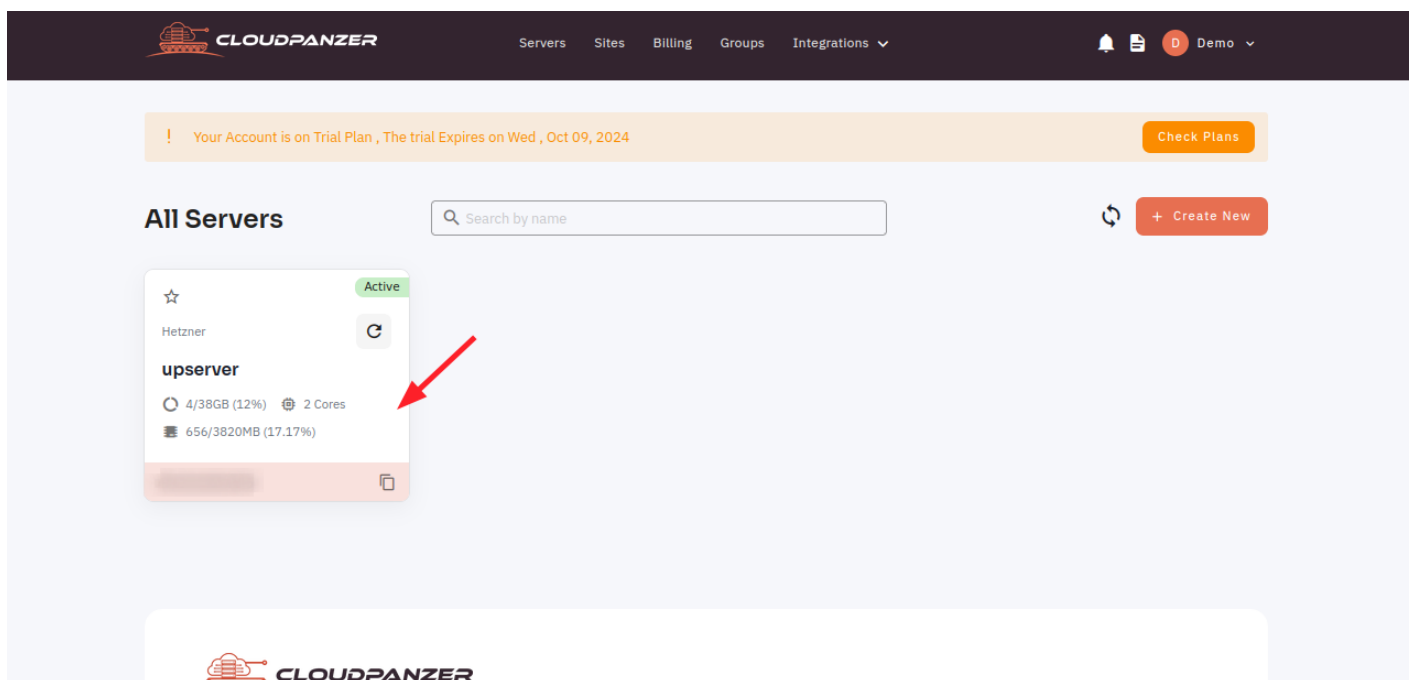 CLOUDPANZER
Servers Sites Billing Groups Integrations
D Demo
! Your Account is on Trial Plan , The trial Expires on Wed , Oct 09, 2024
Check Plans
All Servers
Search by name
+ Create New
Active
Hetzner
upserver
4/38GB (12%) 2 Cores
656/3820MB (17.17%)
CLOUDPANZER